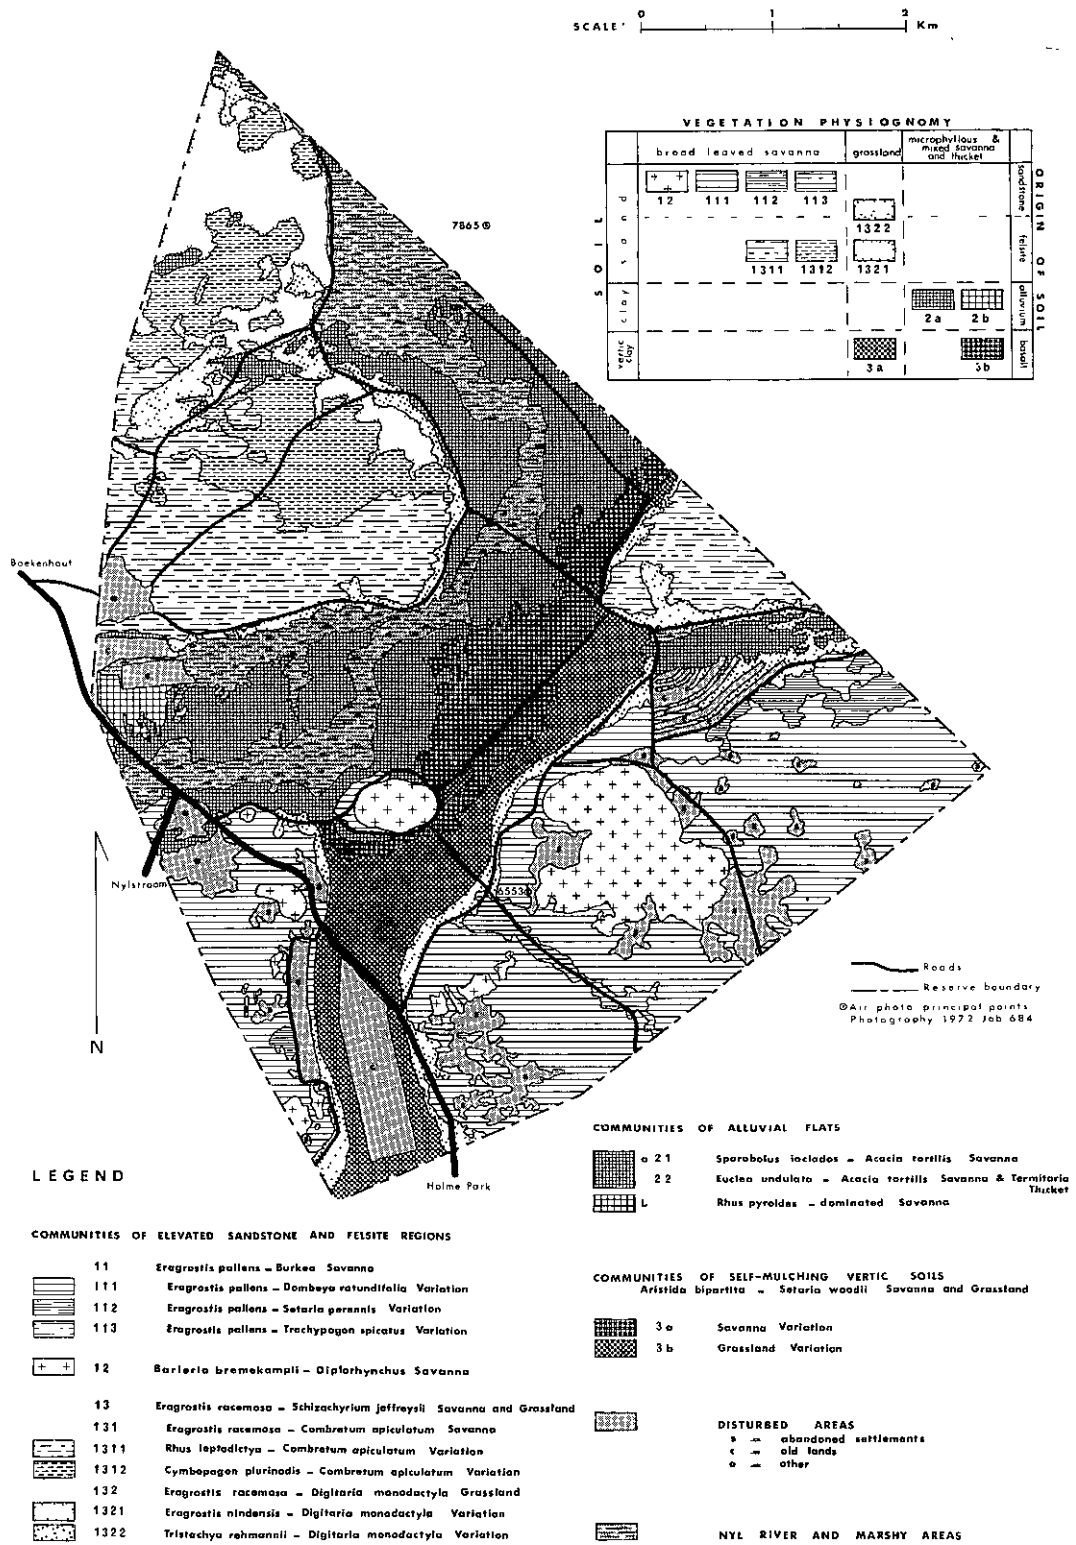 SCALE
0 1 2 Km
VEGETATION PHYSIOGNOMY
broad leaved savanna
grassland
microphyllous &
mixed savanna
and thicket
SOIL
sand
clay
vertic
clay
ORIGIN OF SOIL
sandstone
felsite
alluvium
basalt
12 111 112 113
1322
1311 1312 1321
2a 2b
3a 3b
7865
Boekenhout
Nylstroom
6553
Holme Park
N
Roads
Reserve boundary
Air photo principal points
Photography 1972 Job 684
LEGEND
COMMUNITIES OF ELEVATED SANDSTONE AND FELSITE REGIONS
11 Eragrostis pallens – Burkea Savanna
111 Eragrostis pallens – Dombeya rotundifolia Variation
112 Eragrostis pallens – Setaria perennis Variation
113 Eragrostis pallens – Trachypogon spicatus Variation
12 Barleria bremekampii – Diplorhynchus Savanna
13 Eragrostis racemosa – Schizachyrium jeffreysii Savanna and Grassland
131 Eragrostis racemosa – Combretum apiculatum Savanna
1311 Rhus leptodictya – Combretum apiculatum Variation
1312 Cymbopogon plurinodis – Combretum apiculatum Variation
132 Eragrostis racemosa – Digitaria monodactyla Grassland
1321 Eragrostis nindensis – Digitaria monodactyla Variation
1322 Tristachya rehmannii – Digitaria monodactyla Variation
COMMUNITIES OF ALLUVIAL FLATS
a 21 Sporobolus ioclados – Acacia tortilis Savanna
22 Euclea undulata – Acacia tortilis Savanna & Termitaria
Thicket
b Rhus pyroides – dominated Savanna
COMMUNITIES OF SELF-MULCHING VERTIC SOILS
Aristida bipartita – Setaria woodii Savanna and Grassland
3a Savanna Variation
3b Grassland Variation
DISTURBED AREAS
s – abandoned settlements
c – old lands
o – other
NYL RIVER AND MARSHY AREAS